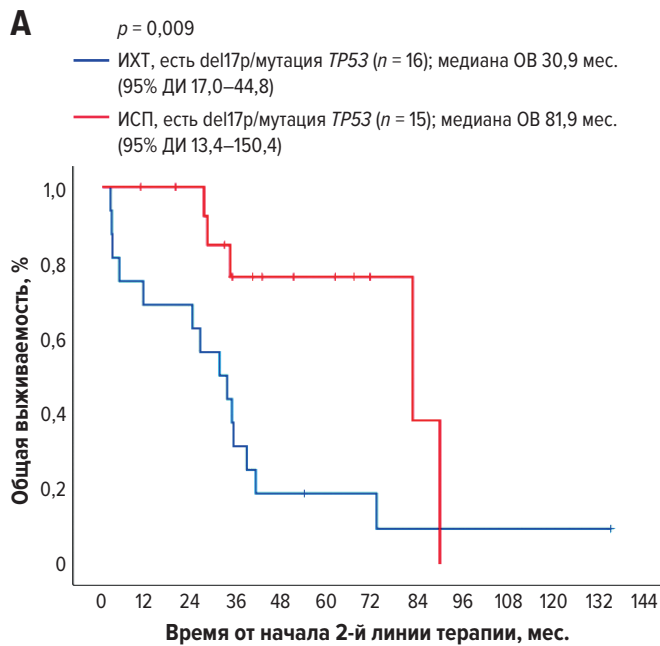 A
p = 0,009
ИХТ, есть del17p/мутация TP53 (n = 16); медиана ОВ 30,9 мес.
(95% ДИ 17,0–44,8)
ИСП, есть del17p/мутация TP53 (n = 15); медиана ОВ 81,9 мес.
(95% ДИ 13,4–150,4)
Общая выживаемость, %
1,0
0,8
0,6
0,4
0,2
0
0 12 24 36 48 60 72 84 96 108 120 132 144
Время от начала 2-й линии терапии, мес.